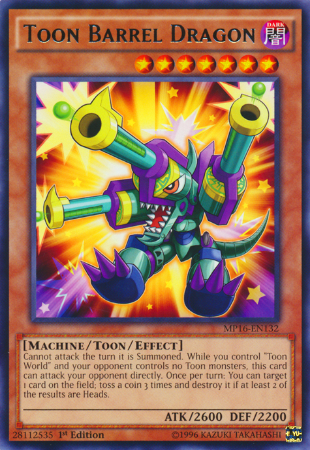 TOON BARREL DRAGON
DARK
闇
MP16-EN132
[MACHINE/TOON/EFFECT]
Cannot attack the turn it is Summoned. While you control "Toon
World" and your opponent controls no Toon monsters, this card
can attack your opponent directly. Once per turn: You can target
1 card on the field; toss a coin 3 times and destroy it if at least 2 of
the results are Heads.
ATK/2600 DEF/2200
28112535 1st Edition ©1996 KAZUKI TAKAHASHI